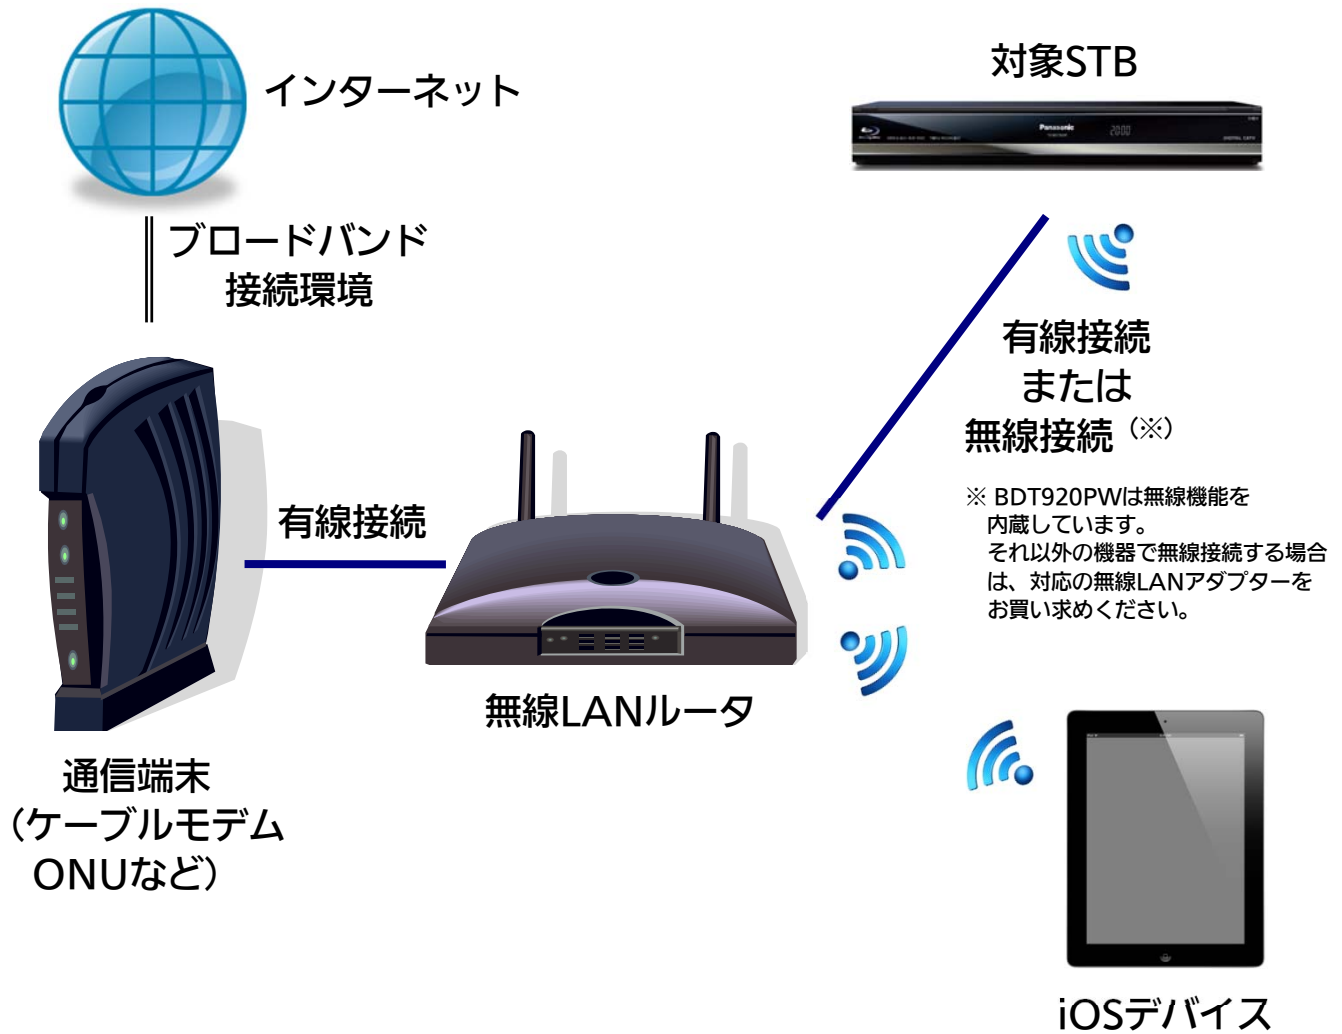 インターネット
対象STB
Panasonic
2000
ブロードバンド
接続環境
有線接続
または
無線接続（※）
※ BDT920PWは無線機能を
内蔵しています。
それ以外の機器で無線接続する場合
は、対応の無線LANアダプターを
お買い求めください。
有線接続
無線LANルータ
通信端末
（ケーブルモデム
ONUなど）
iOSデバイス